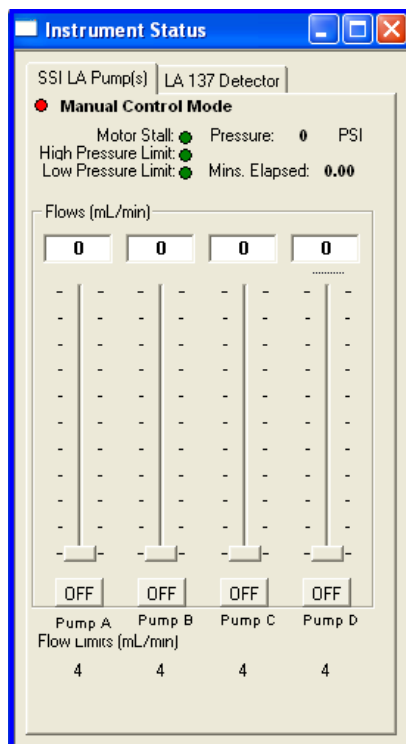 Instrument Status
SSI LA Pump(s) LA 137 Detector
Manual Control Mode
Motor Stall: Pressure: 0 PSI
High Pressure Limit:
Low Pressure Limit: Mins. Elapsed: 0.00
Flows (mL/min)
0 0 0 0
OFF OFF OFF OFF
Pump A Pump B Pump C Pump D
Flow Limits (mL/min)
4 4 4 4